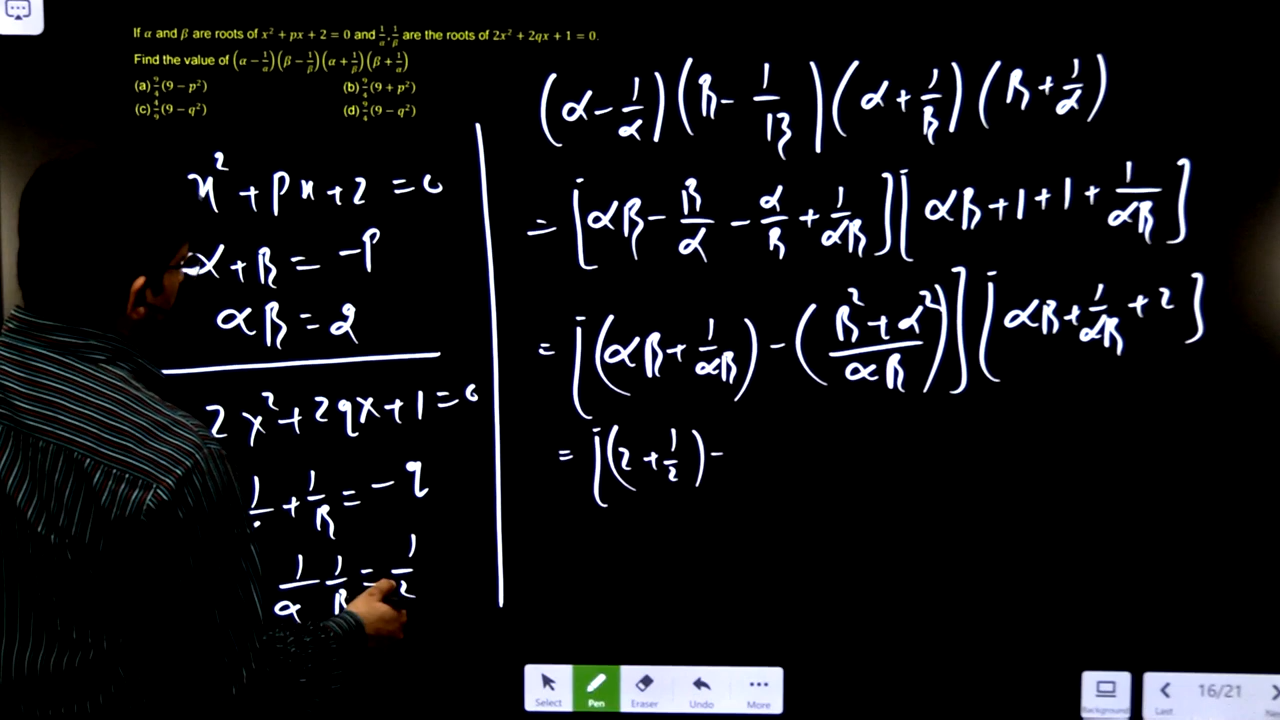 If α and β are roots of x² + px + 2 = 0 and 1/α, 1/β are the roots of 2x² + 2qx + 1 = 0.
Find the value of (α − 1/α)(β − 1/β)(α + 1/β)(β + 1/α)
(a) 9/4 (9 − p²) (b) 9/4 (9 + p²)
(c) 4/9 (9 − q²) (d) 9/4 (9 − q²)
x² + px + 2 = 0
α + β = −p
αβ = 2
2x² + 2qx + 1 = 0
1/ + 1/β = −q
1/α 1/β = 1/2
(α − 1/α)(β − 1/β)(α + 1/β)(β + 1/α)
= [αβ − β/α − α/β + 1/αβ][αβ + 1 + 1 + 1/αβ]
= [(αβ + 1/αβ) − (β² + α²/αβ)][αβ + 1/αβ + 2]
= [(2 + 1/2) −
Select Pen Eraser Undo More
Background
Last 16/21